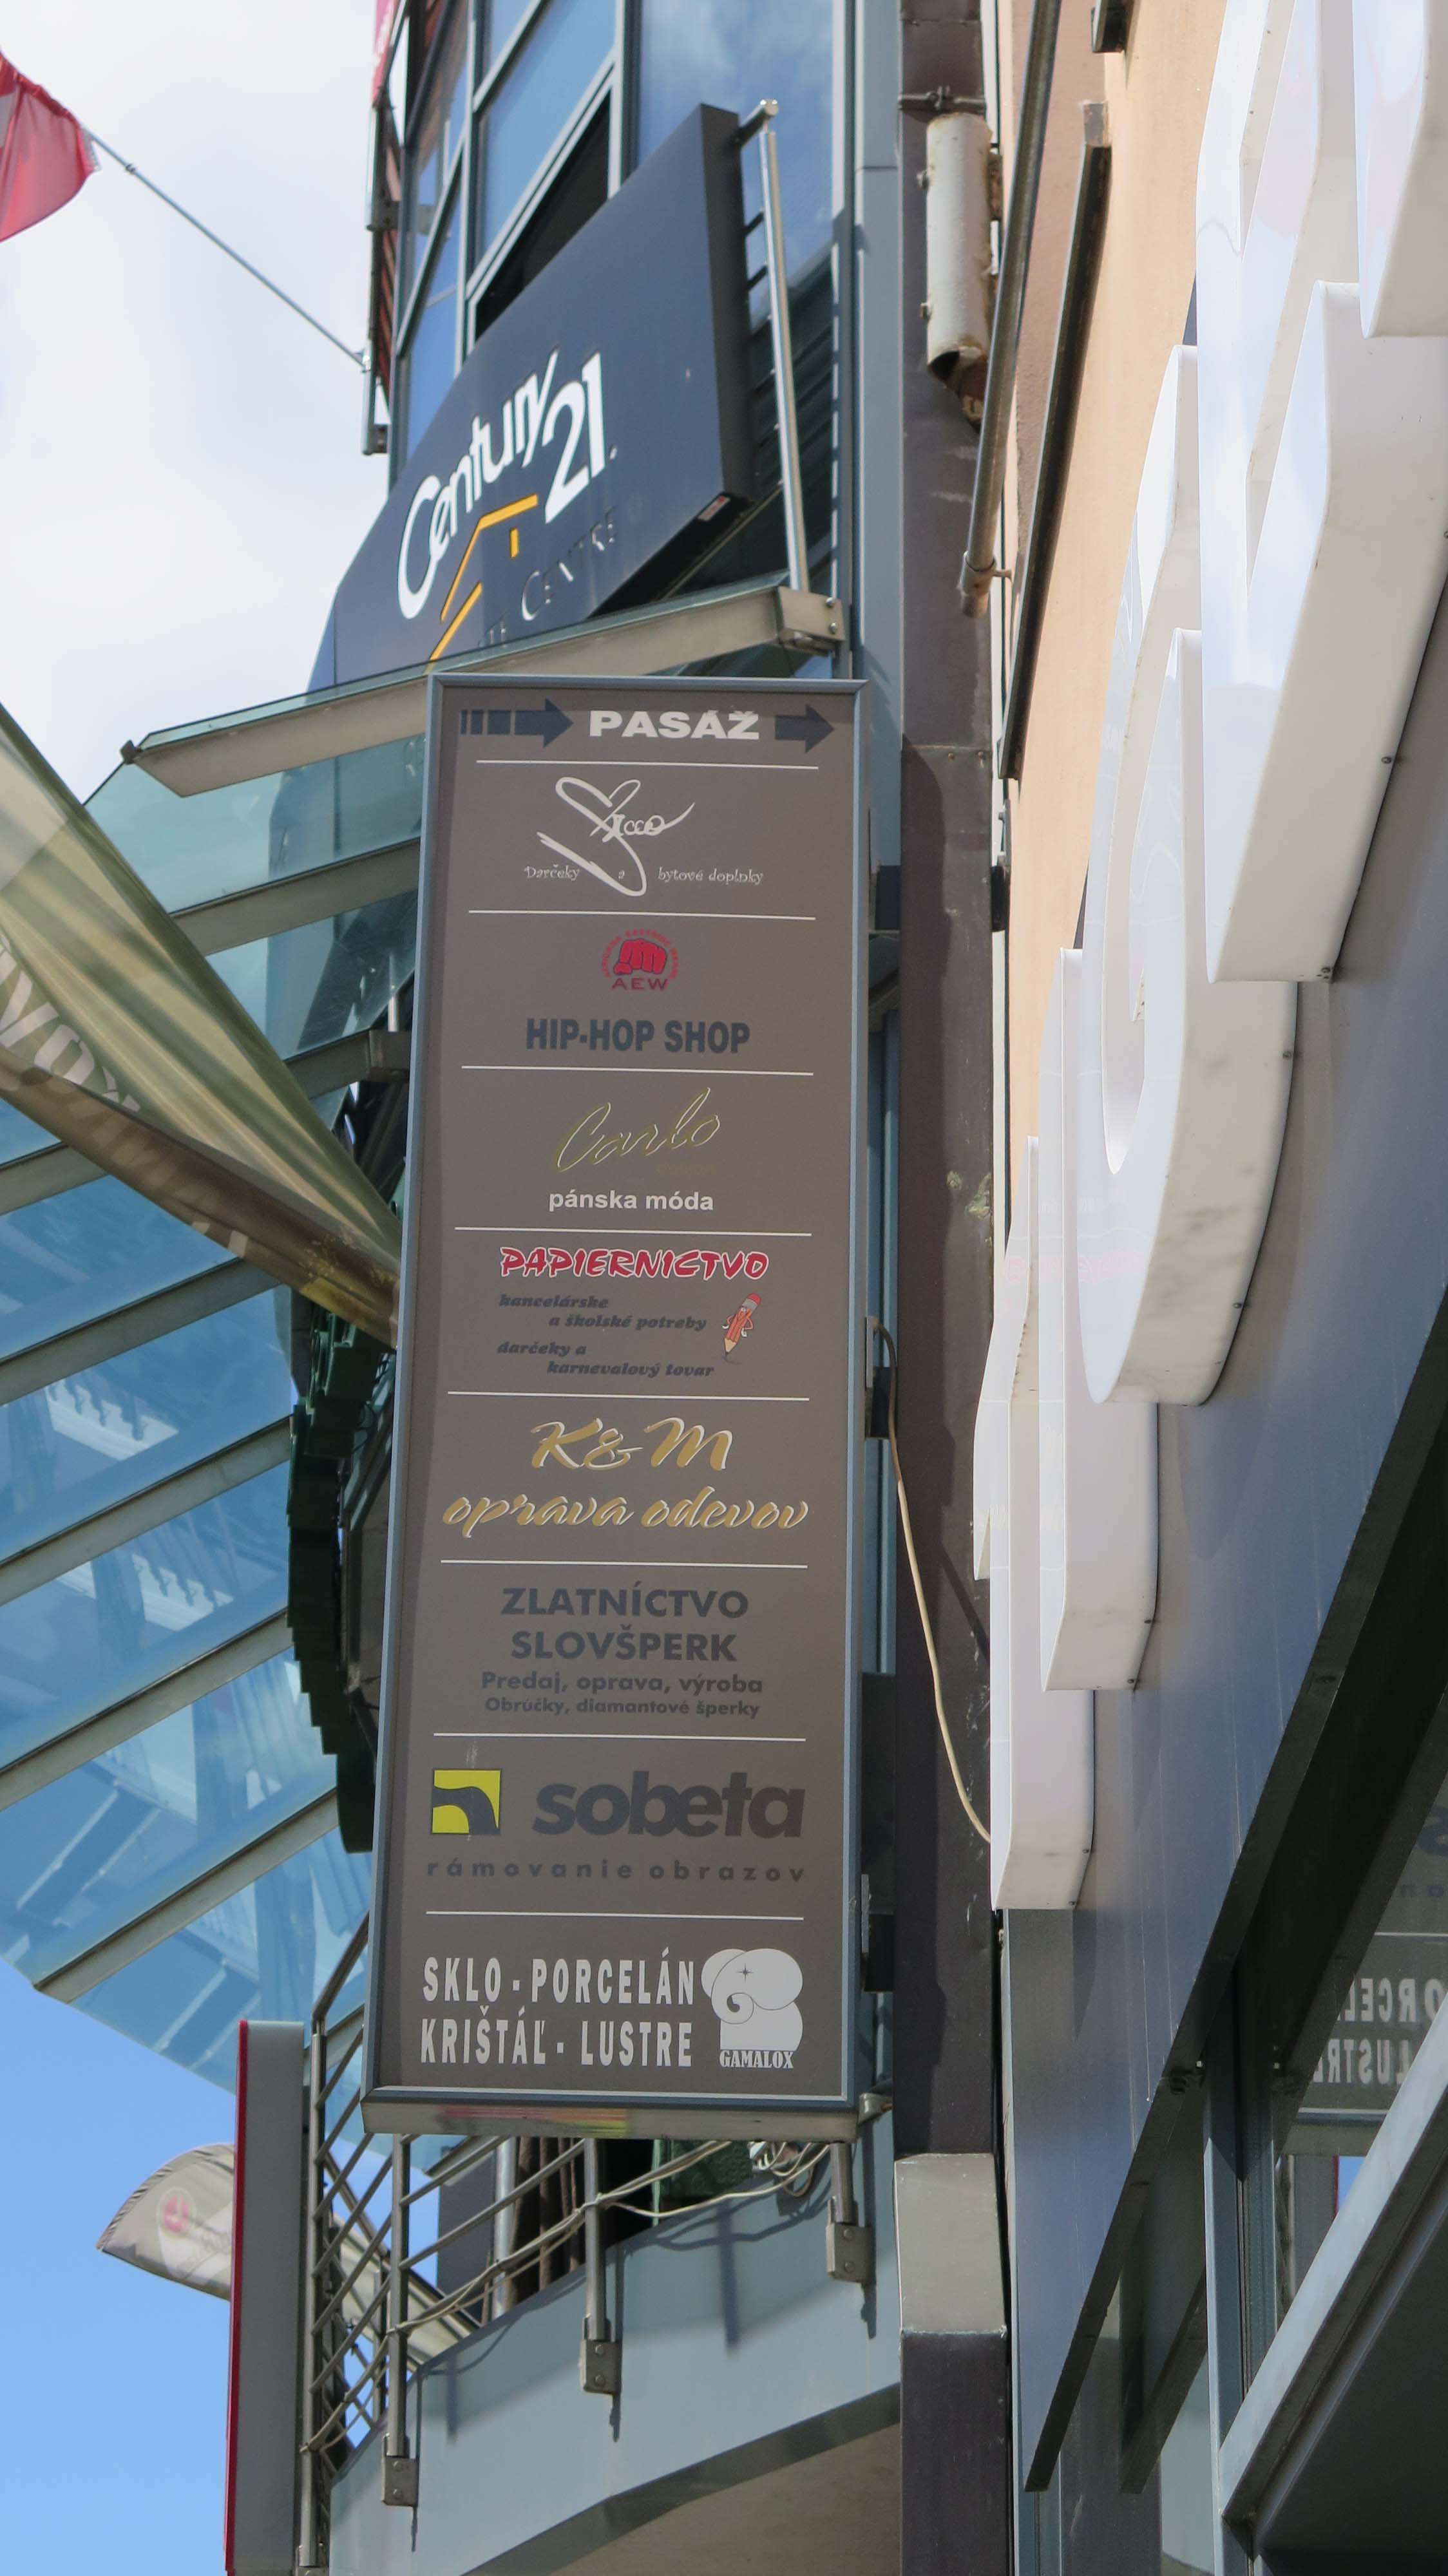 Century 21
CENTRE
PASÁŽ
Sicco
Darčeky a bytové doplnky
AEW
HIP-HOP SHOP
Carlo
pánska móda
PAPIERNICTVO
kancelárske
a školské potreby
darčeky a
karnevalový tovar
K&M
oprava odevov
ZLATNÍCTVO
SLOVŠPERK
Predaj, oprava, výroba
Obrúčky, diamantové šperky
sobeta
rámovanie obrazov
SKLO - PORCELÁN
KRIŠTÁĽ - LUSTRE
GAMALOX